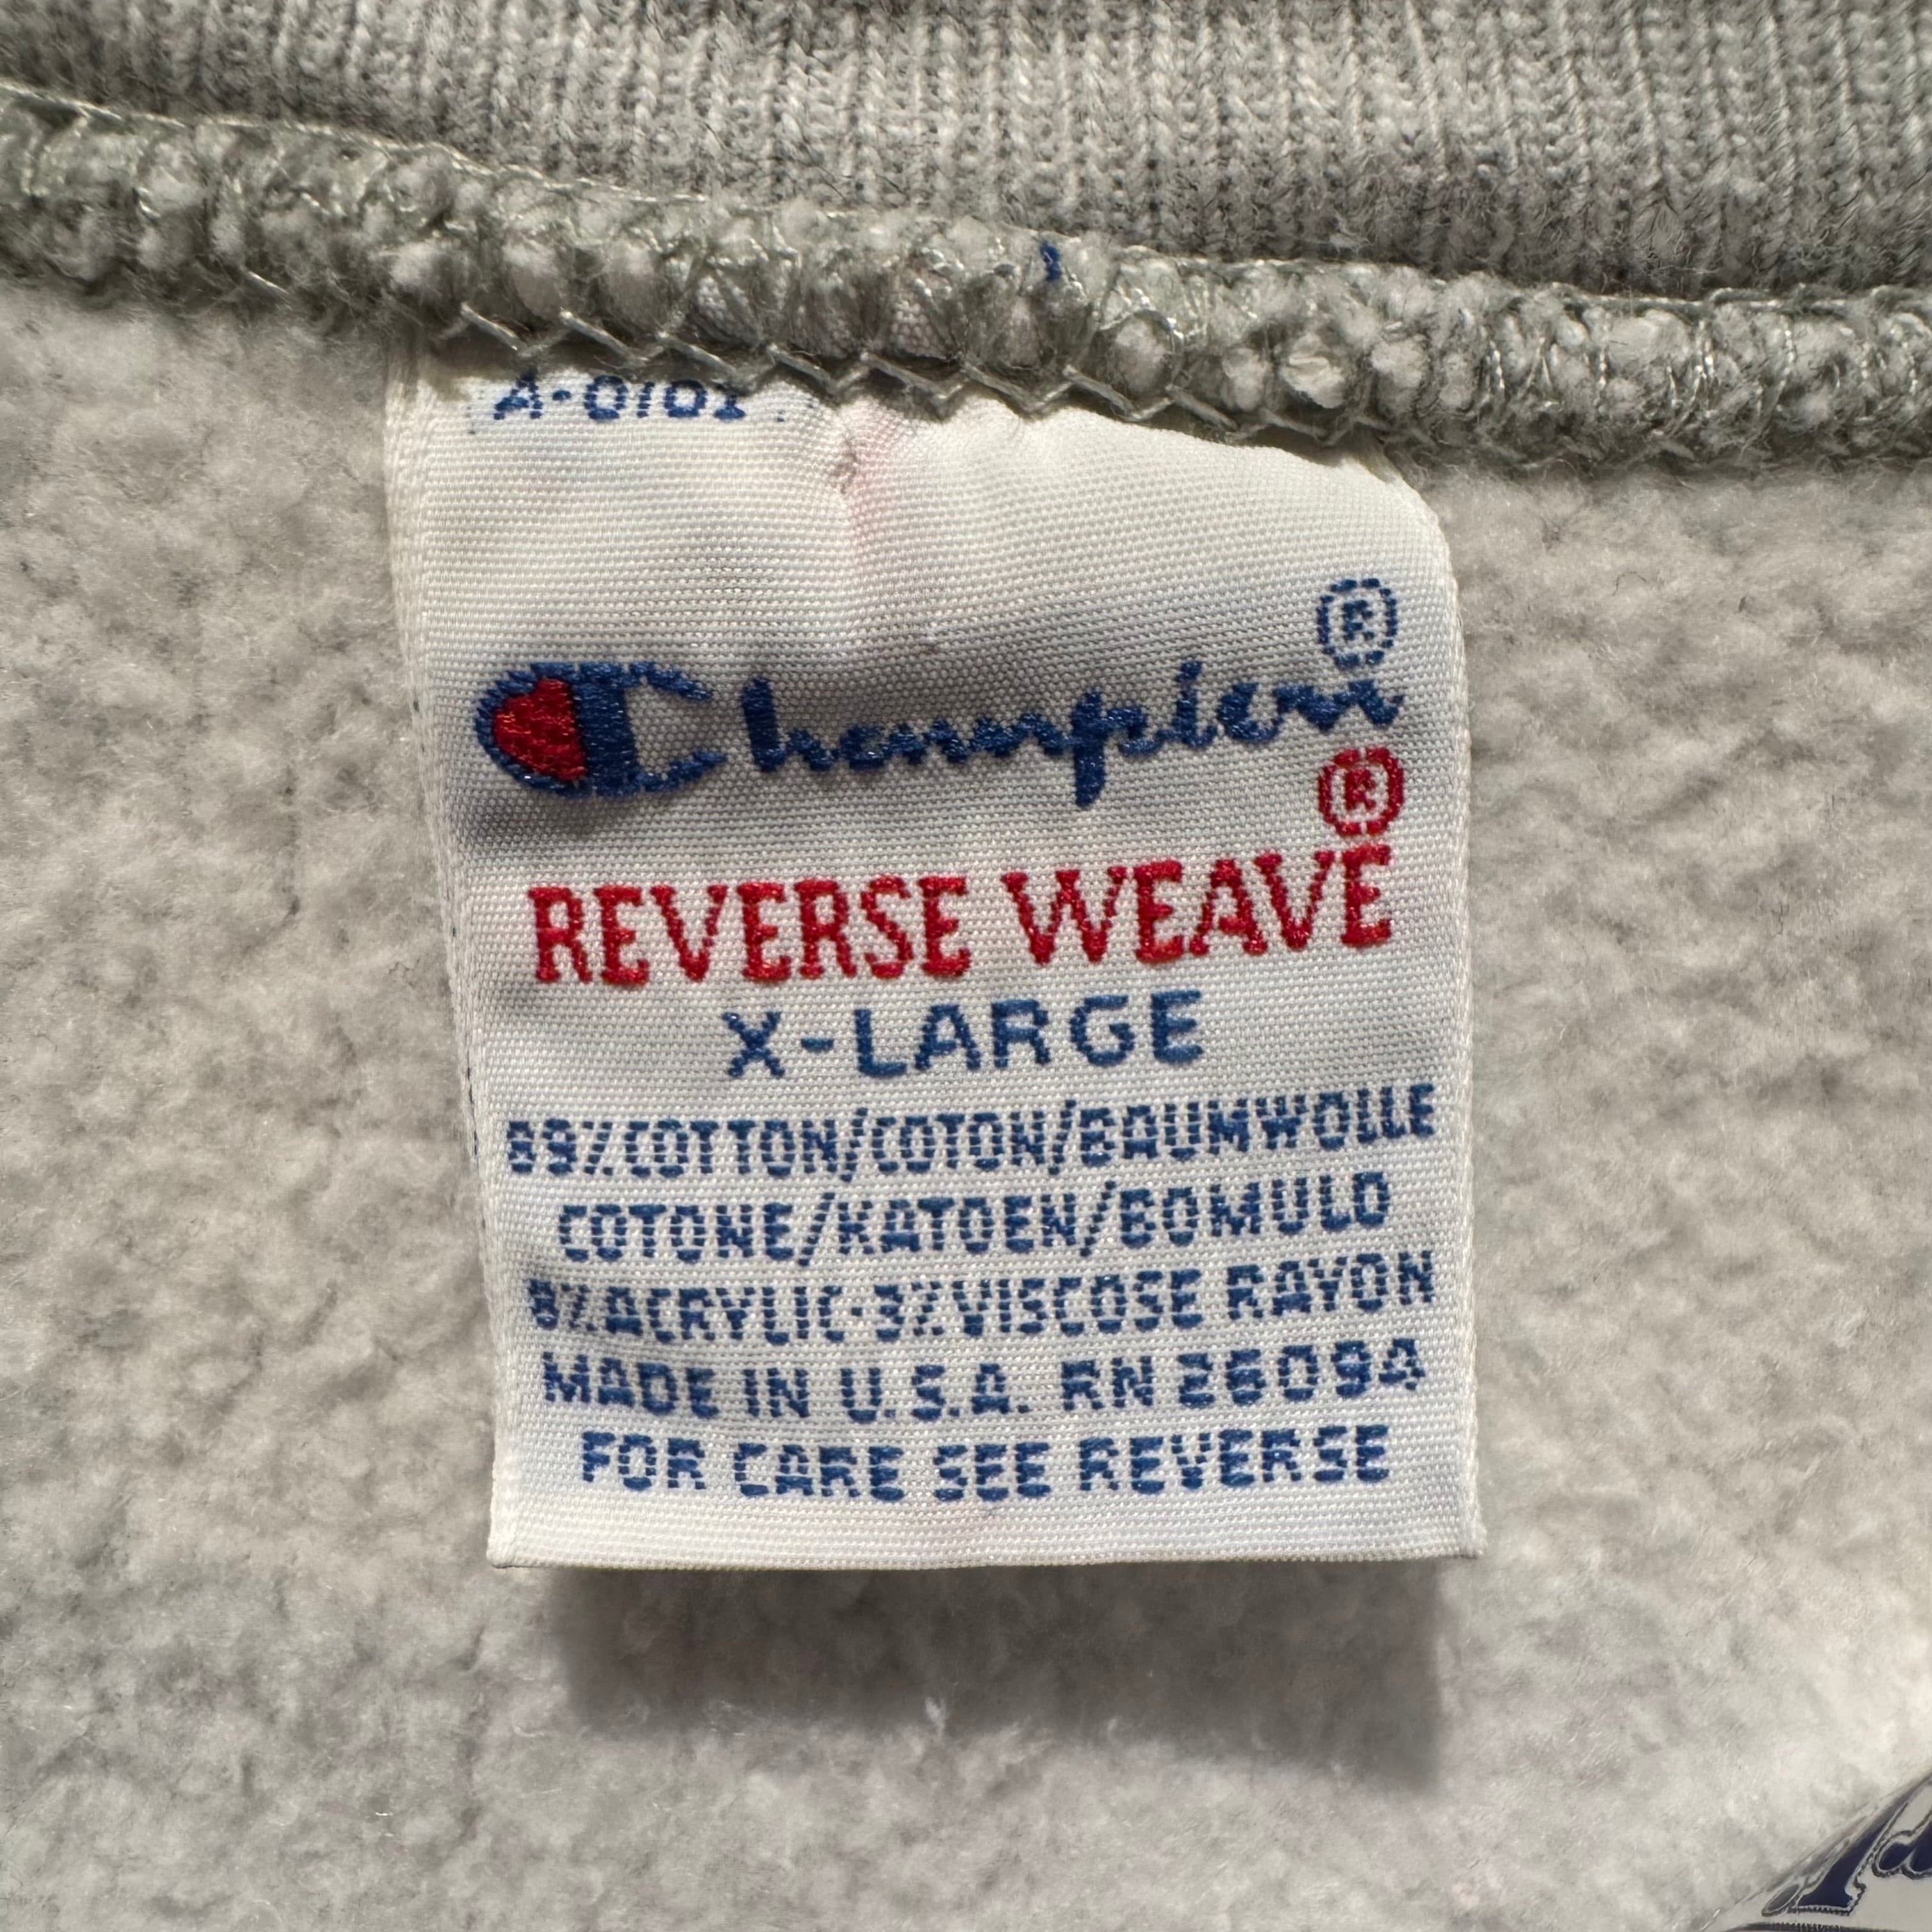 A-0101
Champion®
®
REVERSE WEAVE
X-LARGE
89%COTTON/COTON/BAUMWOLLE
COTONE/KATOEN/BOMULD
8%ACRYLIC·3%VISCOSE RAYON
MADE IN U.S.A. RN 26094
FOR CARE SEE REVERSE